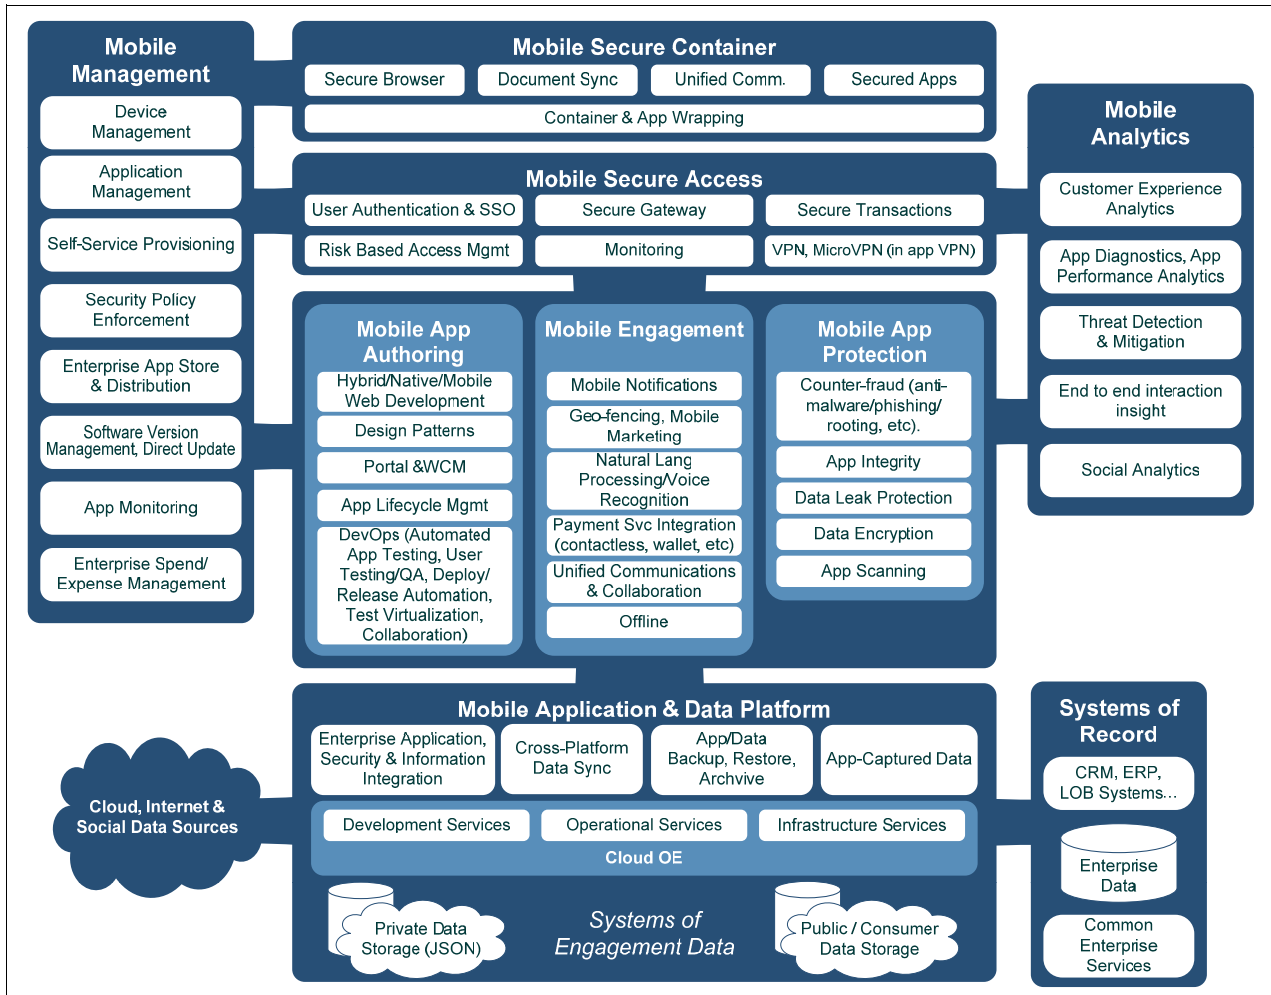 Mobile
Management
Device
Management
Application
Management
Self-Service Provisioning
Security Policy
Enforcement
Enterprise App Store
& Distribution
Software Version
Management, Direct Update
App Monitoring
Enterprise Spend/
Expense Management
Mobile Secure Container
Secure Browser
Document Sync
Unified Comm.
Secured Apps
Container & App Wrapping
Mobile Secure Access
User Authentication & SSO
Secure Gateway
Secure Transactions
Risk Based Access Mgmt
Monitoring
VPN, MicroVPN (in app VPN)
Mobile App
Authoring
Hybrid/Native/Mobile
Web Development
Design Patterns
Portal &WCM
App Lifecycle Mgmt
DevOps (Automated
App Testing, User
Testing/QA, Deploy/
Release Automation,
Test Virtualization,
Collaboration)
Mobile Engagement
Mobile Notifications
Geo-fencing, Mobile
Marketing
Natural Lang
Processing/Voice
Recognition
Payment Svc Integration
(contactless, wallet, etc)
Unified Communications
& Collaboration
Offline
Mobile App
Protection
Counter-fraud (anti-
malware/phishing/
rooting, etc).
App Integrity
Data Leak Protection
Data Encryption
App Scanning
Mobile
Analytics
Customer Experience
Analytics
App Diagnostics, App
Performance Analytics
Threat Detection
& Mitigation
End to end interaction
insight
Social Analytics
Cloud, Internet &
Social Data Sources
Mobile Application & Data Platform
Enterprise Application,
Security & Information
Integration
Cross-Platform
Data Sync
App/Data
Backup, Restore,
Archvive
App-Captured Data
Development Services
Operational Services
Infrastructure Services
Cloud OE
Private Data
Storage (JSON)
Systems of
Engagement Data
Public / Consumer
Data Storage
Systems of
Record
CRM, ERP,
LOB Systems...
Enterprise
Data
Common
Enterprise
Services